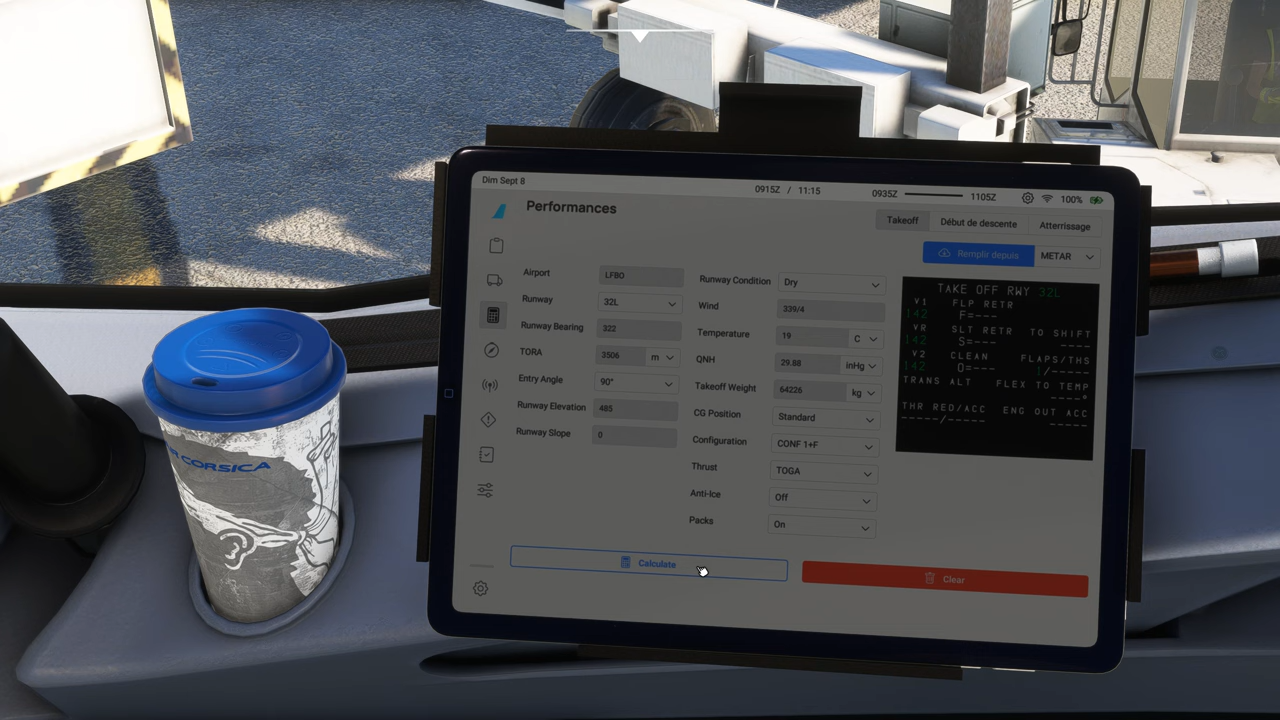 Dim Sept 8
0915Z / 11:15
0935Z
1105Z
100%
Performances
Takeoff
Début de descente
Atterrissage
Remplir depuis
METAR
Airport
LFBO
Runway
32L
Runway Bearing
322
TORA
3506
m
Entry Angle
90°
Runway Elevation
485
Runway Slope
0
Runway Condition
Dry
Wind
339/4
Temperature
19
C
QNH
29.88
inHg
Takeoff Weight
64226
kg
CG Position
Standard
Configuration
CONF 1+F
Thrust
TOGA
Anti-Ice
Off
Packs
On
TAKE OFF RWY 32L
V1 FLP RETR
142 F=---
VR SLT RETR TO SHIFT
142 S=--- ----
V2 CLEAN FLAPS/THS
142 O=--- 1/-----
TRANS ALT FLEX TO TEMP
----°
THR RED/ACC ENG OUT ACC
-----/----- -----
Calculate
Clear
R CORSICA